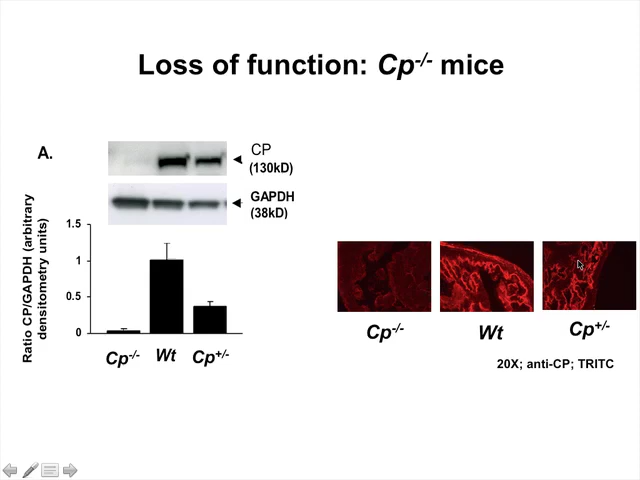 Loss of function: Cp-/- mice
A.
CP
(130kD)
GAPDH
(38kD)
Ratio CP/GAPDH (arbitrary
densitometry units)
1.5
1
0.5
0
Cp-/- Wt Cp+/-
Cp-/- Wt Cp+/-
20X; anti-CP; TRITC